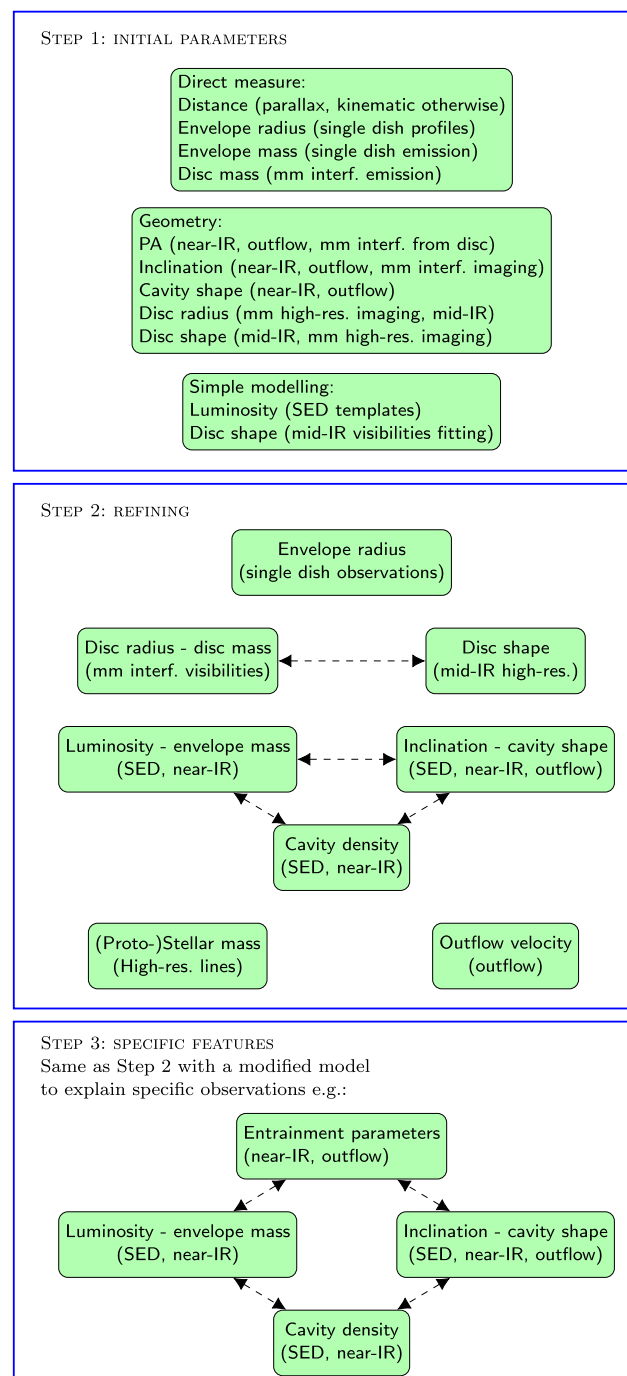 STEP 1: INITIAL PARAMETERS
Direct measure:
Distance (parallax, kinematic otherwise)
Envelope radius (single dish profiles)
Envelope mass (single dish emission)
Disc mass (mm interf. emission)
Geometry:
PA (near-IR, outflow, mm interf. from disc)
Inclination (near-IR, outflow, mm interf. imaging)
Cavity shape (near-IR, outflow)
Disc radius (mm high-res. imaging, mid-IR)
Disc shape (mid-IR, mm high-res. imaging)
Simple modelling:
Luminosity (SED templates)
Disc shape (mid-IR visibilities fitting)
STEP 2: REFINING
Envelope radius
(single dish observations)
Disc radius - disc mass
(mm interf. visibilities)
Disc shape
(mid-IR high-res.)
Luminosity - envelope mass
(SED, near-IR)
Inclination - cavity shape
(SED, near-IR, outflow)
Cavity density
(SED, near-IR)
(Proto-)Stellar mass
(High-res. lines)
Outflow velocity
(outflow)
STEP 3: SPECIFIC FEATURES
Same as Step 2 with a modified model
to explain specific observations e.g.:
Entrainment parameters
(near-IR, outflow)
Luminosity - envelope mass
(SED, near-IR)
Inclination - cavity shape
(SED, near-IR, outflow)
Cavity density
(SED, near-IR)